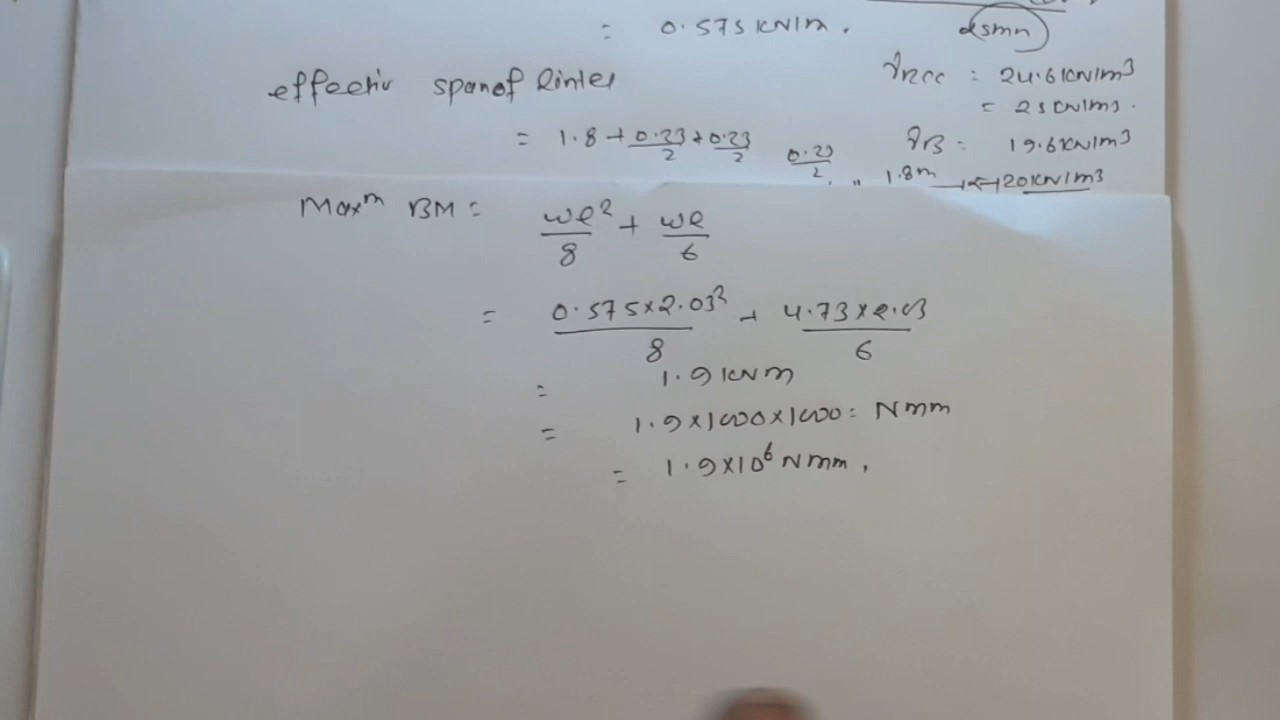 = 0.575 KN/m.
γRCC = 24.6 KN/m3
effectiv span of linter
= 25 KN/m3.
= 1.8 + 0.23/2 + 0.23/2
0.23/2 1.8m
γB = 19.6 KN/m3
20 KN/m3
Maxm BM = wl²/8 + wl/6
= 0.575×2.03²/8 + 4.73×2.03/6
= 1.9 KNm
= 1.9×1000×1000 = Nmm
= 1.9×10⁶ Nmm.